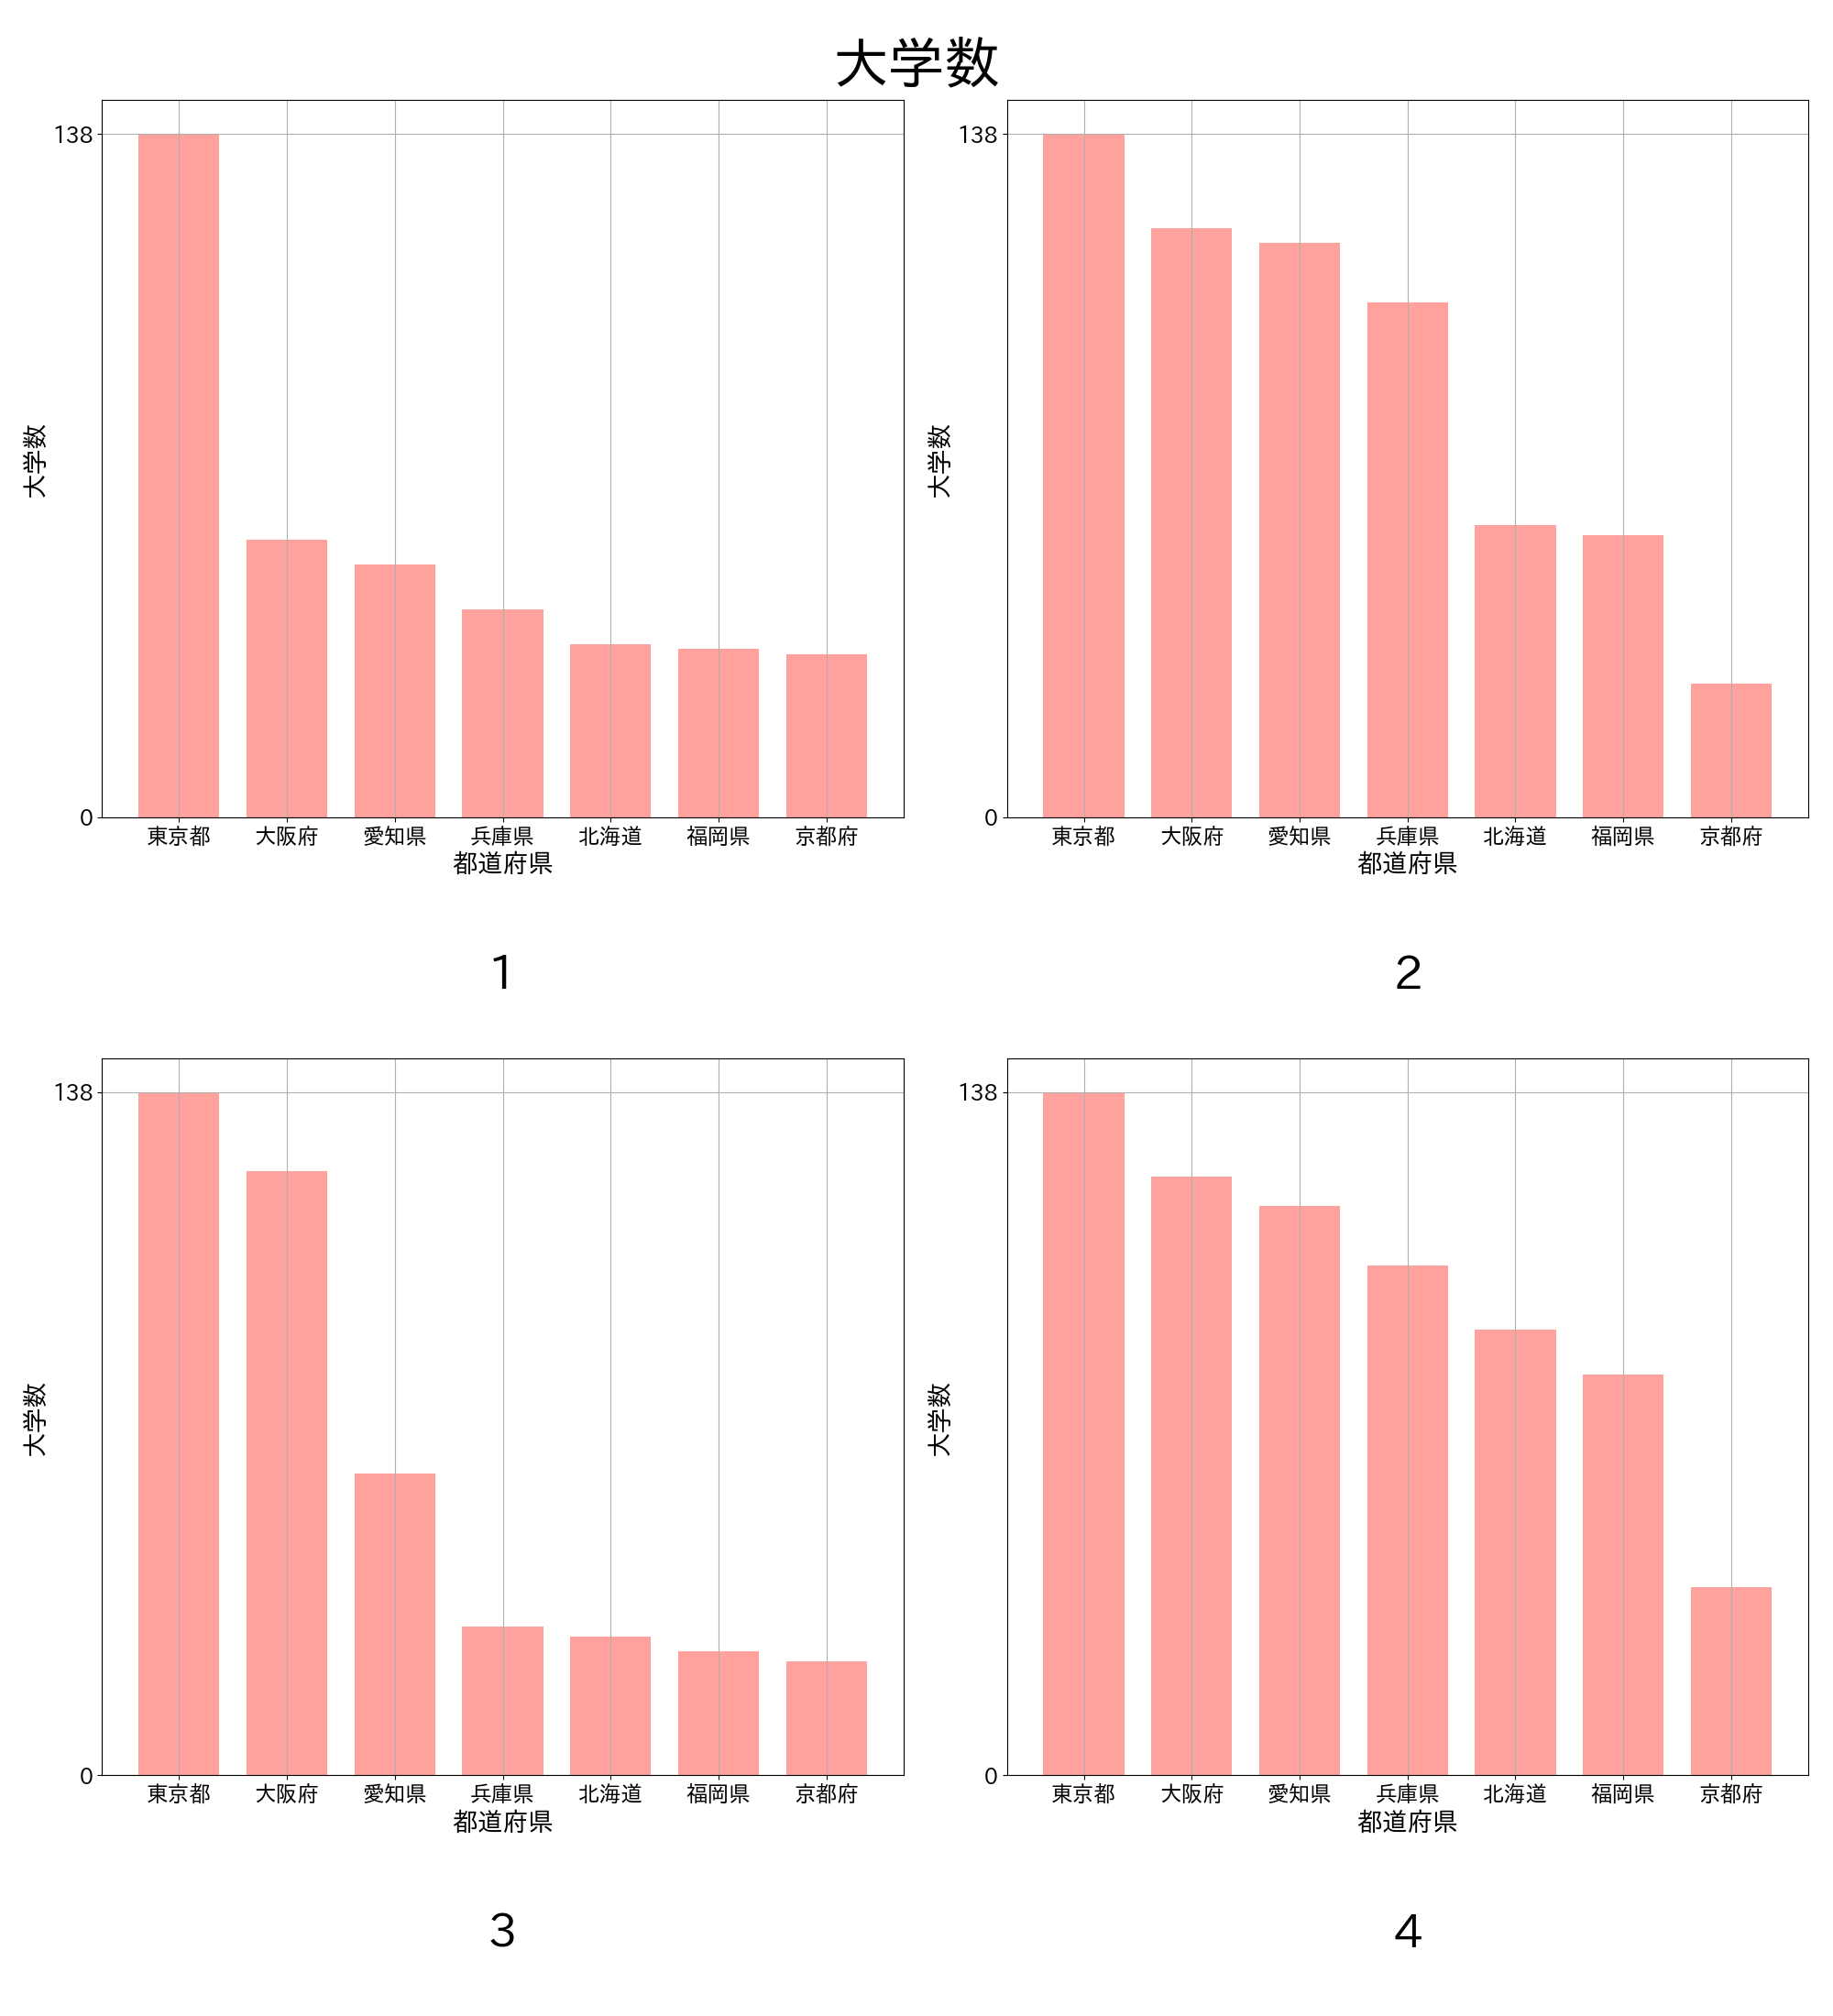 大学数
138
0
大学数
東京都 大阪府 愛知県 兵庫県 北海道 福岡県 京都府
都道府県
1
138
0
大学数
東京都 大阪府 愛知県 兵庫県 北海道 福岡県 京都府
都道府県
2
138
0
大学数
東京都 大阪府 愛知県 兵庫県 北海道 福岡県 京都府
都道府県
3
138
0
大学数
東京都 大阪府 愛知県 兵庫県 北海道 福岡県 京都府
都道府県
4